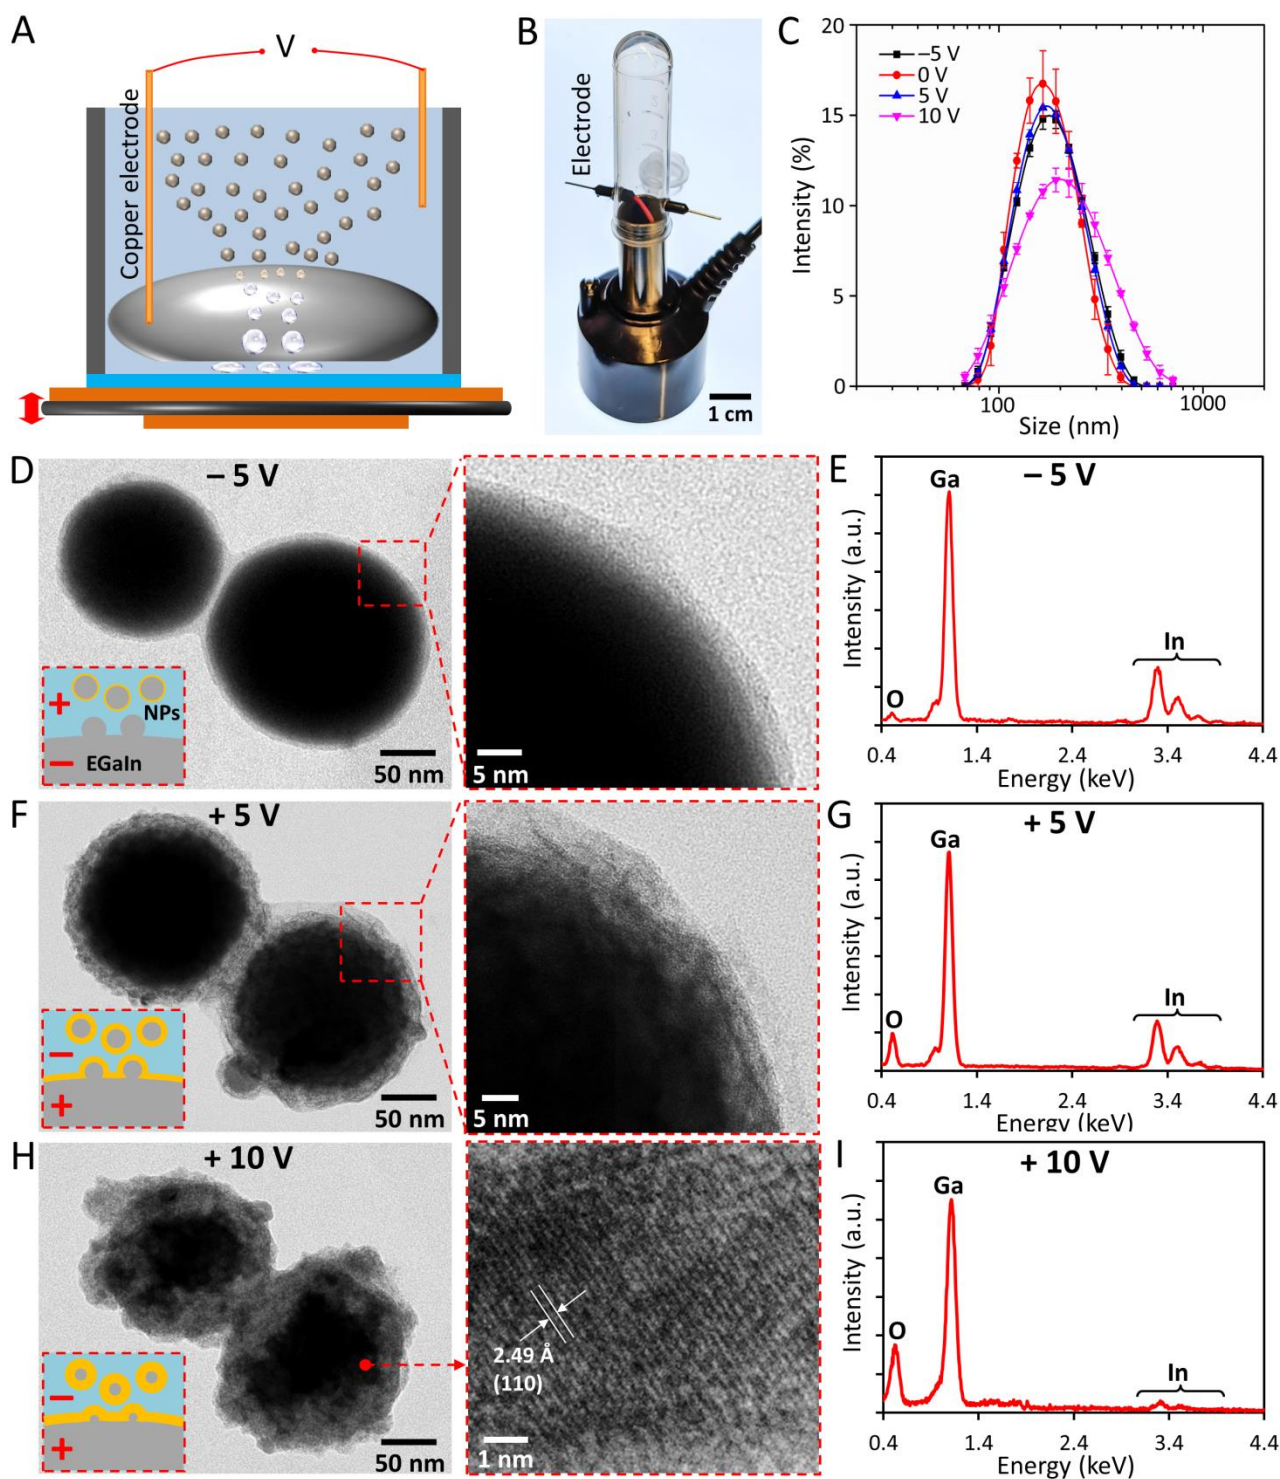 A
V
Copper electrode
B
Electrode
1 cm
C
−5 V
0 V
5 V
10 V
Intensity (%)
20
15
10
5
0
100
1000
Size (nm)
D
– 5 V
+
NPs
–
EGaIn
50 nm
5 nm
E
– 5 V
Ga
In
O
Intensity (a.u.)
0.4
1.4
2.4
3.4
4.4
Energy (keV)
F
+ 5 V
–
+
50 nm
5 nm
G
+ 5 V
Ga
In
O
Intensity (a.u.)
0.4
1.4
2.4
3.4
4.4
Energy (keV)
H
+ 10 V
–
+
50 nm
2.49 Å
(110)
1 nm
I
+ 10 V
Ga
In
O
Intensity (a.u.)
0.4
1.4
2.4
3.4
4.4
Energy (keV)